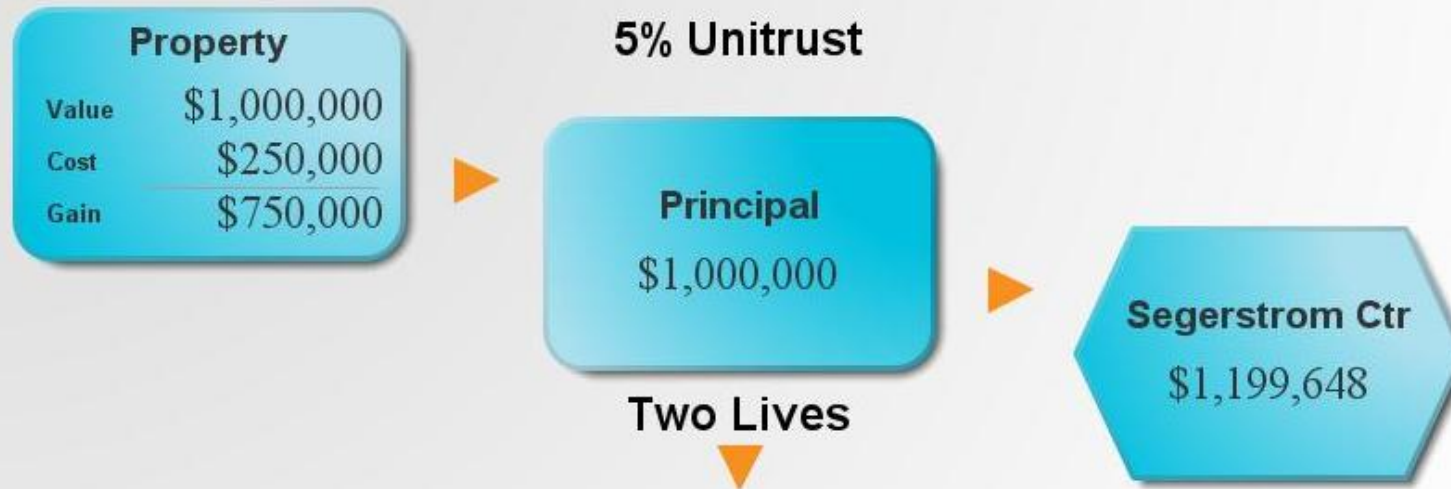 Property
Value $1,000,000
Cost $250,000
Gain $750,000
5% Unitrust
Principal
$1,000,000
Two Lives
Segerstrom Ctr
$1,199,648